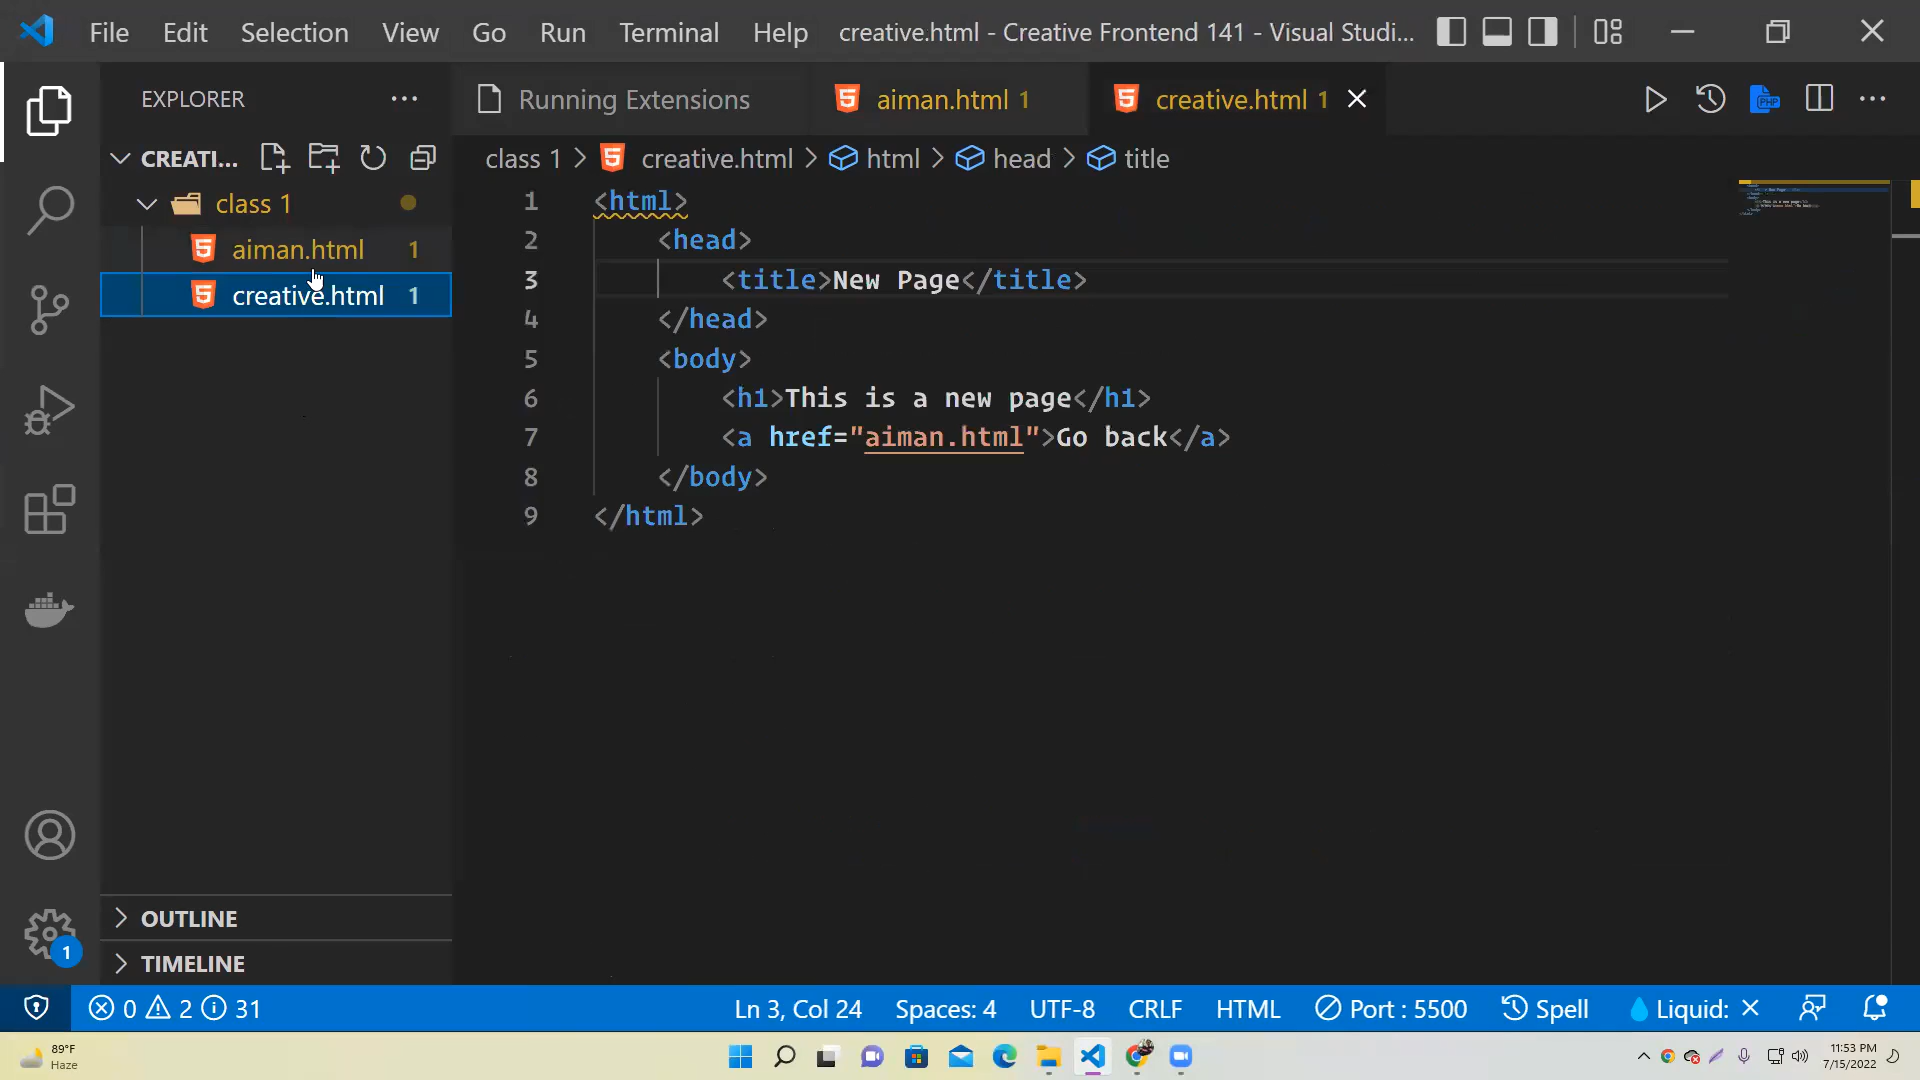 File Edit Selection View Go Run Terminal Help creative.html - Creative Frontend 141 - Visual Studi...
EXPLORER
Running Extensions
aiman.html 1
creative.html 1
CREATI...
class 1
aiman.html 1
creative.html 1
class 1 > creative.html > html > head > title
1 <html>
2 <head>
3 <title>New Page</title>
4 </head>
5 <body>
6 <h1>This is a new page</h1>
7 <a href="aiman.html">Go back</a>
8 </body>
9 </html>
OUTLINE
TIMELINE
1
0 2 31
Ln 3, Col 24 Spaces: 4 UTF-8 CRLF HTML Port : 5500 Spell Liquid:
89°F
Haze
11:53 PM
7/15/2022